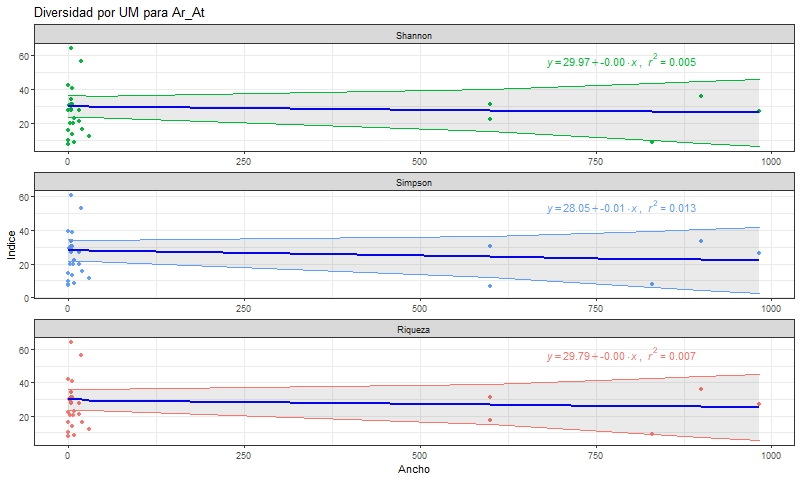 Diversidad por UM para Ar_At
Shannon
y = 29.97 + -0.00 · x , r² = 0.005
60
40
20
0 250 500 750 1000
Simpson
y = 28.05 + -0.01 · x , r² = 0.013
60
40
20
0
0 250 500 750 1000
Indice
Riqueza
y = 29.79 + -0.00 · x , r² = 0.007
60
40
20
0 250 500 750 1000
Ancho